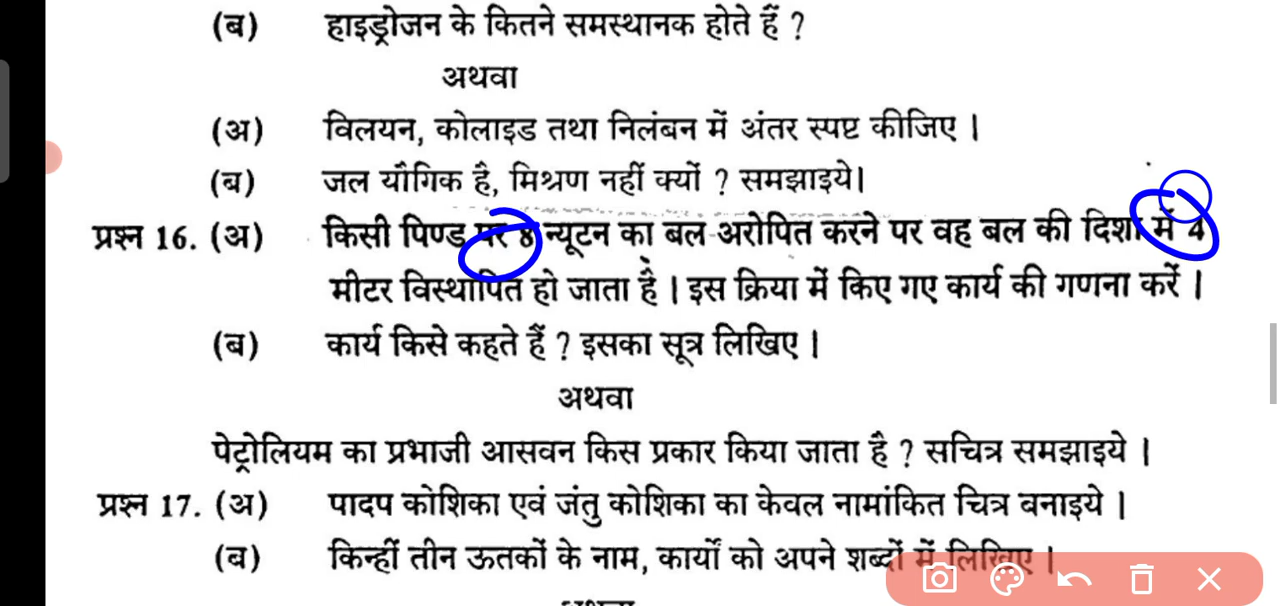 (ब) हाइड्रोजन के कितने समस्थानक होते हैं ?
अथवा
(अ) विलयन, कोलाइड तथा निलंबन में अंतर स्पष्ट कीजिए ।
(ब) जल यौगिक है, मिश्रण नहीं क्यों ? समझाइये।
प्रश्न 16. (अ) किसी पिण्ड पर 8 न्यूटन का बल अरोपित करने पर वह बल की दिशा में 4
मीटर विस्थापित हो जाता है । इस क्रिया में किए गए कार्य की गणना करें ।
(ब) कार्य किसे कहते हैं ? इसका सूत्र लिखिए ।
अथवा
पेट्रोलियम का प्रभाजी आसवन किस प्रकार किया जाता है ? सचित्र समझाइये ।
प्रश्न 17. (अ) पादप कोशिका एवं जंतु कोशिका का केवल नामांकित चित्र बनाइये ।
(ब) किन्हीं तीन ऊतकों के नाम, कार्यों को अपने शब्दों में लिखिए ।